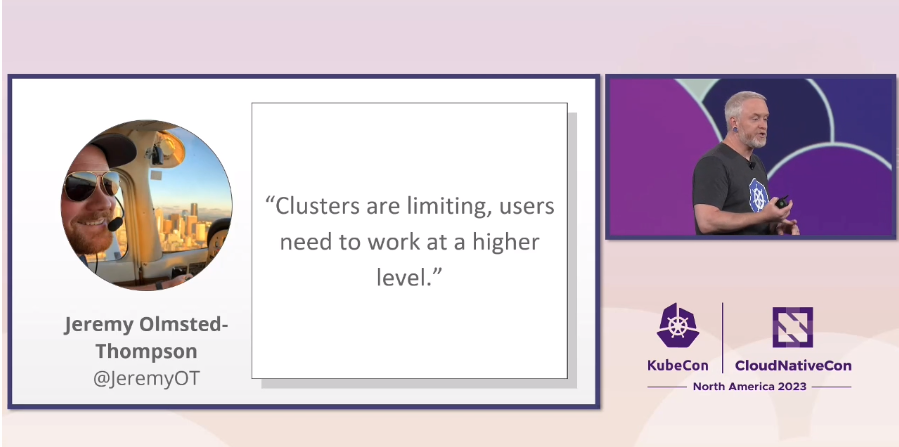 “Clusters are limiting, users
need to work at a higher
level.”
Jeremy Olmsted-
Thompson
@JeremyOT
KubeCon
CloudNativeCon
North America 2023